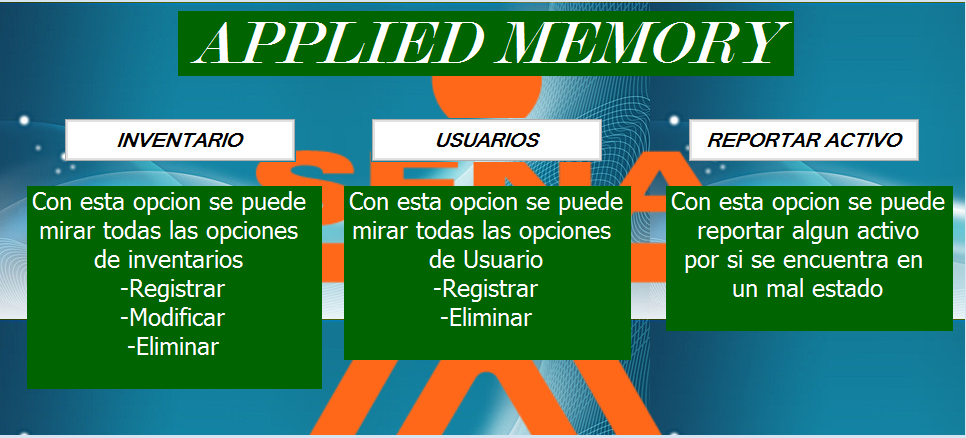 APPLIED MEMORY
INVENTARIO
USUARIOS
REPORTAR ACTIVO
SENA
Con esta opcion se puede
mirar todas las opciones
de inventarios
-Registrar
-Modificar
-Eliminar
Con esta opcion se puede
mirar todas las opciones
de Usuario
-Registrar
-Eliminar
Con esta opcion se puede
reportar algun activo
por si se encuentra en
un mal estado